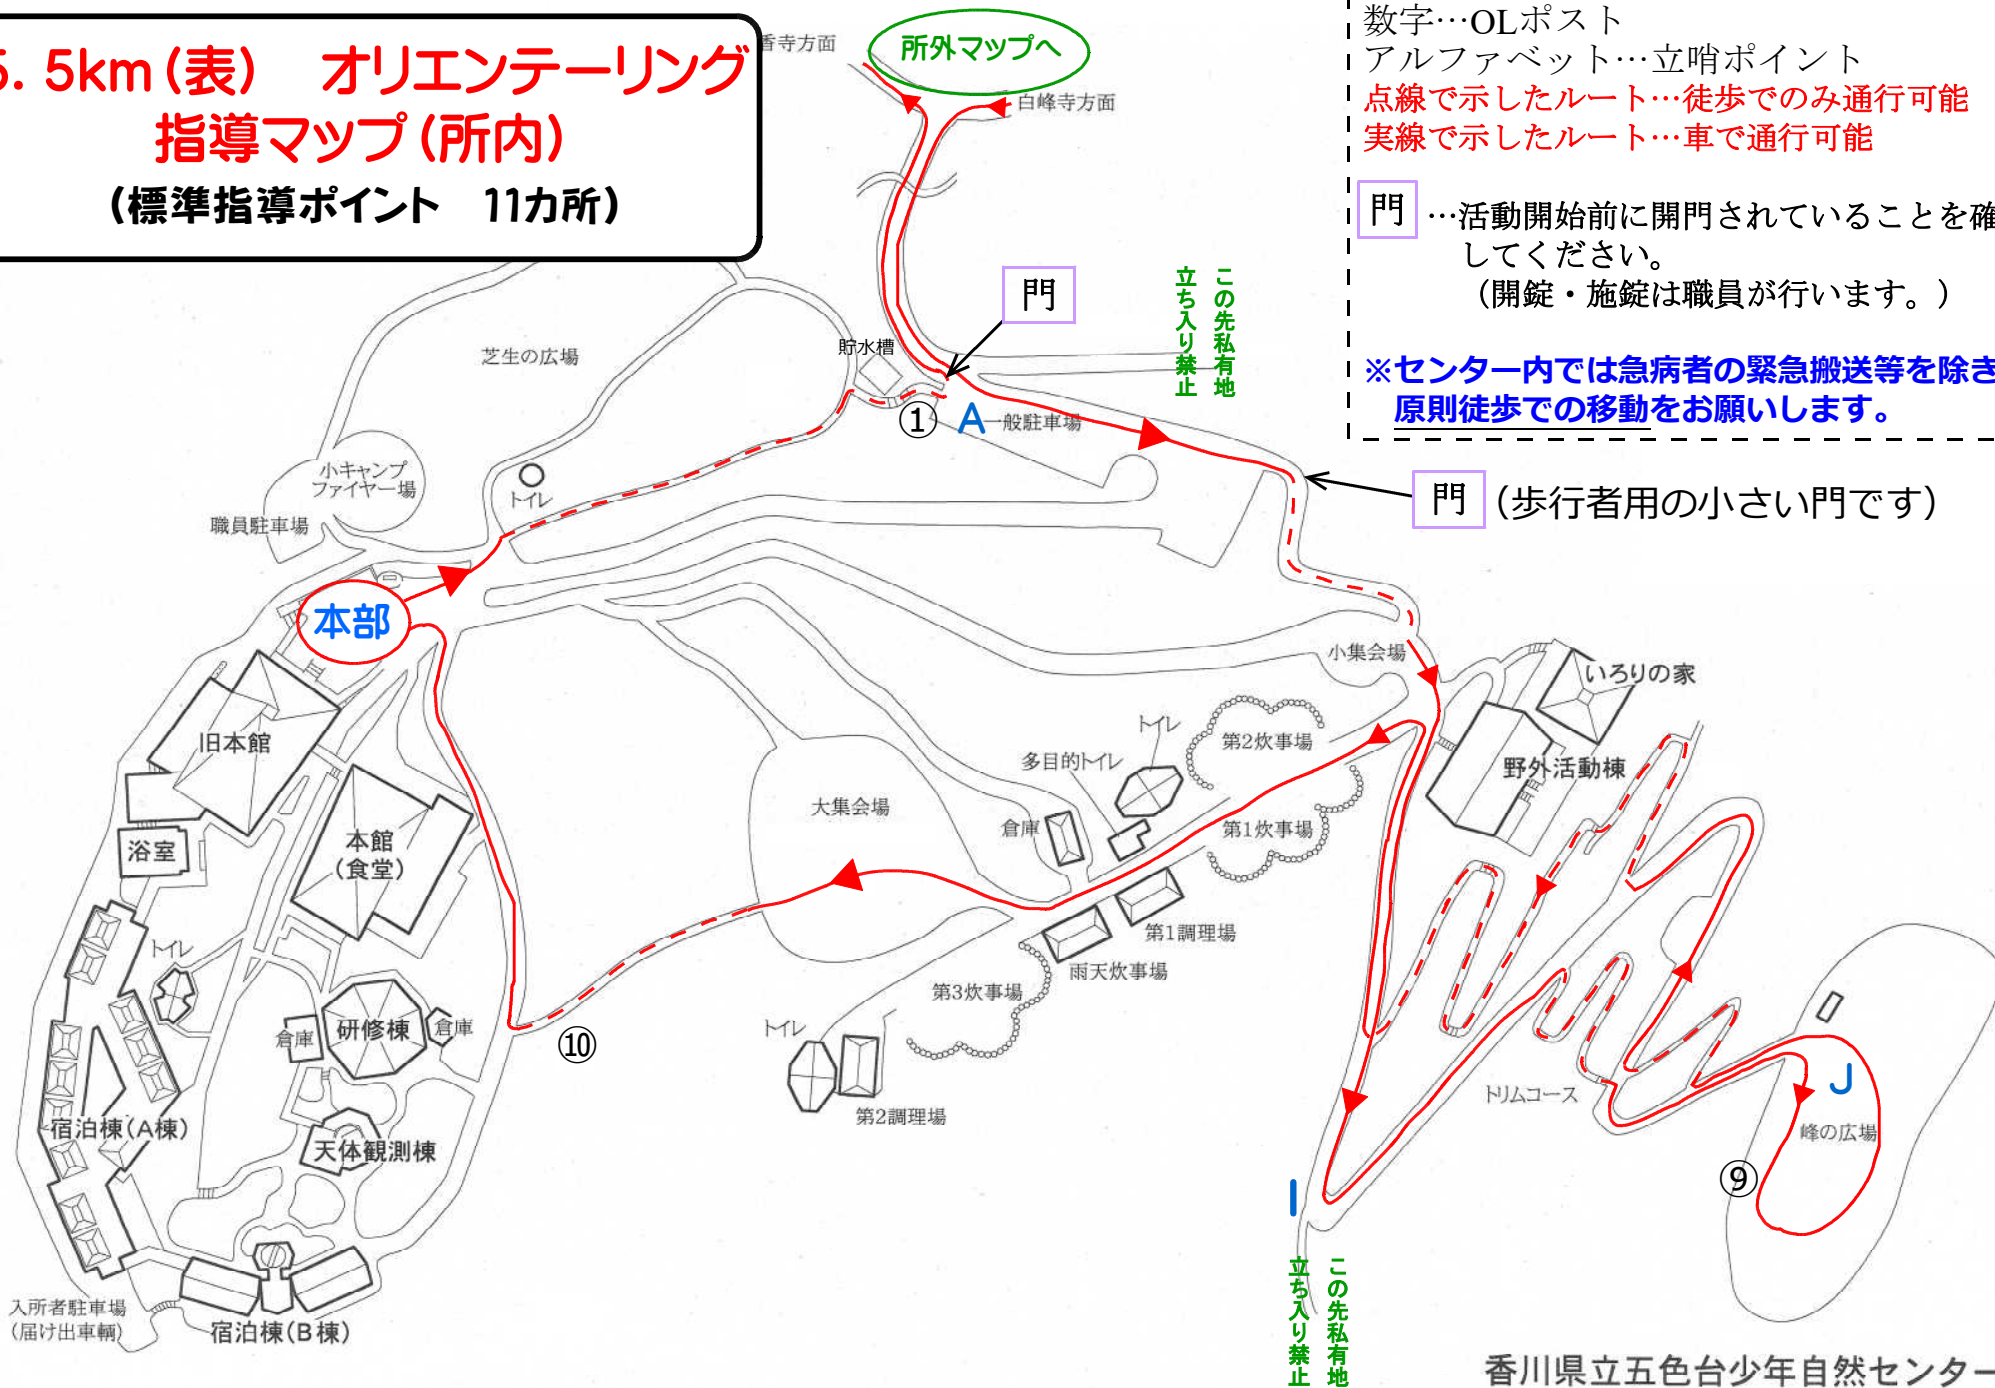 5. 5km(表)　オリエンテーリング
指導マップ(所内)
(標準指導ポイント　11カ所)
香寺方面
所外マップへ
白峰寺方面
数字…OLポスト
アルファベット…立哨ポイント
点線で示したルート…徒歩でのみ通行可能
実線で示したルート…車で通行可能
門
…活動開始前に開門されていることを確
してください。
（開錠・施錠は職員が行います。）
※センター内では急病者の緊急搬送等を除き
原則徒歩での移動をお願いします。
門
この先私有地
立ち入り禁止
芝生の広場
貯水槽
①
A
一般駐車場
小キャンプ
ファイヤー場
トイレ
職員駐車場
門
(歩行者用の小さい門です)
本部
小集会場
いろりの家
旧本館
トイレ
第2炊事場
多目的トイレ
野外活動棟
大集会場
倉庫
第1炊事場
浴室
本館
(食堂)
第1調理場
トイレ
雨天炊事場
第3炊事場
倉庫
研修棟
倉庫
トイレ
⑩
第2調理場
トリムコース
J
峰の広場
宿泊棟(A棟)
天体観測棟
⑨
I
この先私有地
立ち入り禁止
入所者駐車場
(届け出車輌)
宿泊棟(B棟)
香川県立五色台少年自然センター